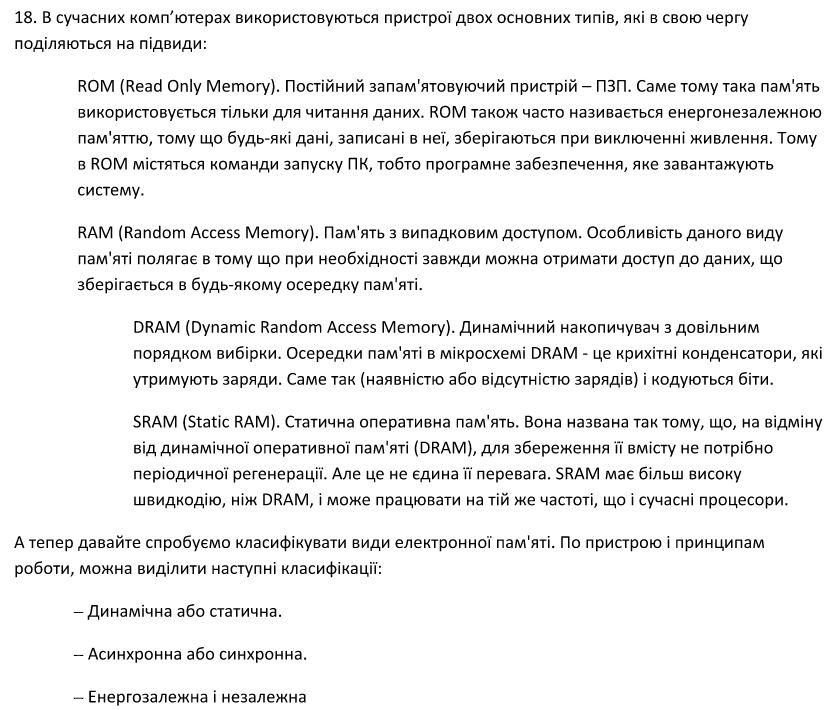 18. В сучасних комп’ютерах використовуються пристрої двох основних типів, які в свою чергу
поділяються на підвиди:
ROM (Read Only Memory). Постійний запам'ятовуючий пристрій – ПЗП. Саме тому така пам'ять
використовується тільки для читання даних. ROM також часто називається енергонезалежною
пам'яттю, тому що будь-які дані, записані в неї, зберігаються при виключенні живлення. Тому
в ROM містяться команди запуску ПК, тобто програмне забезпечення, яке завантажують
систему.
RAM (Random Access Memory). Пам'ять з випадковим доступом. Особливість даного виду
пам'яті полягає в тому що при необхідності завжди можна отримати доступ до даних, що
зберігається в будь-якому осередку пам'яті.
DRAM (Dynamic Random Access Memory). Динамічний накопичувач з довільним
порядком вибірки. Осередки пам'яті в мікросхемі DRAM - це крихітні конденсатори, які
утримують заряди. Саме так (наявністю або відсутністю зарядів) і кодуються біти.
SRAM (Static RAM). Статична оперативна пам'ять. Вона названа так тому, що, на відміну
від динамічної оперативної пам'яті (DRAM), для збереження її вмісту не потрібно
періодичної регенерації. Але це не єдина її перевага. SRAM має більш високу
швидкодію, ніж DRAM, і може працювати на тій же частоті, що і сучасні процесори.
А тепер давайте спробуємо класифікувати види електронної пам'яті. По пристрою і принципам
роботи, можна виділити наступні класифікації:
– Динамічна або статична.
– Асинхронна або синхронна.
– Енергозалежна і незалежна